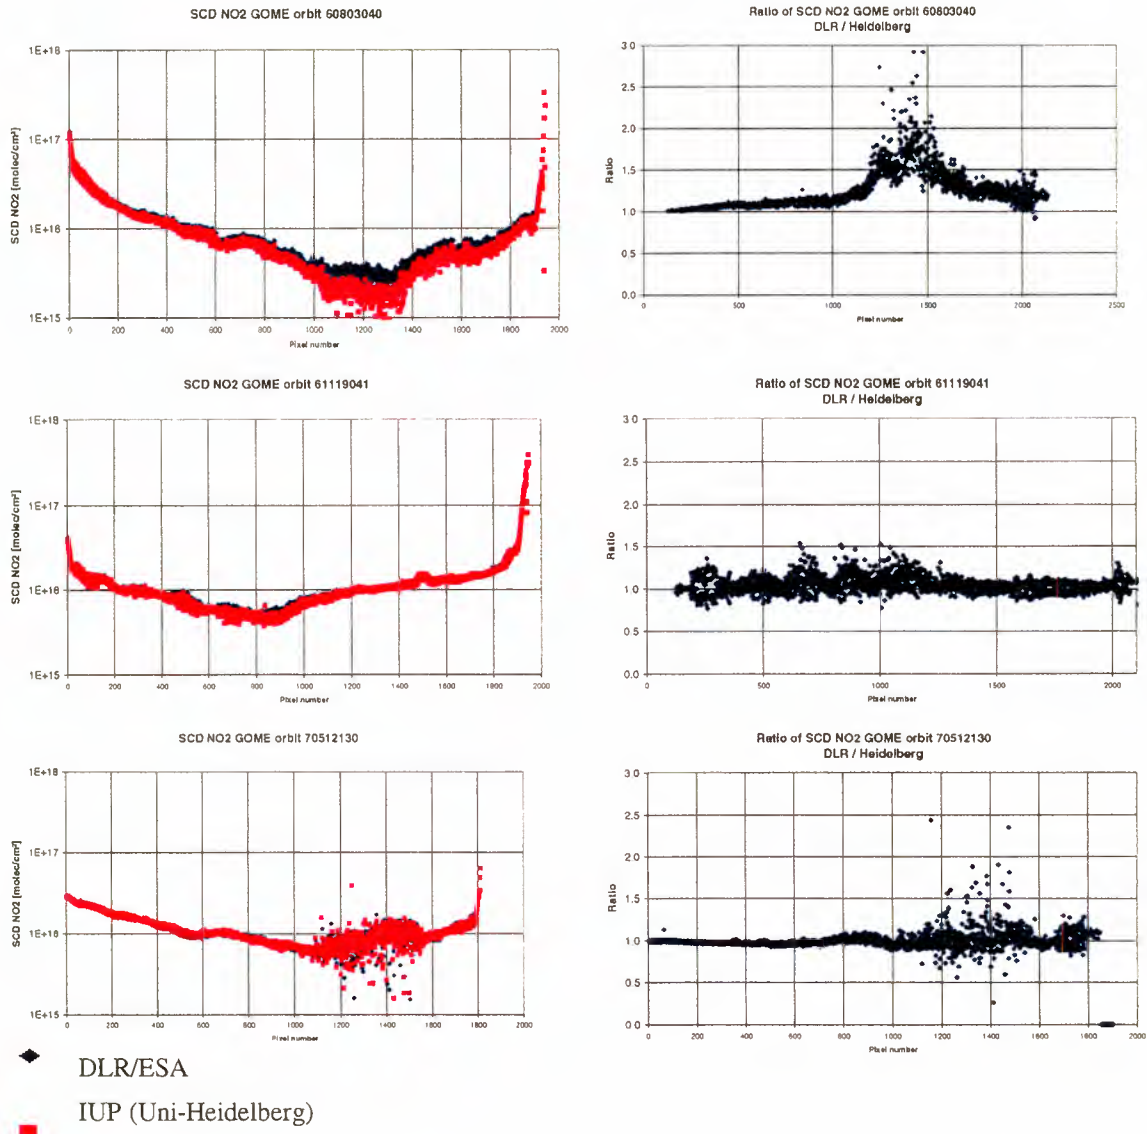 SCD NO2 GOME orbit 60803040
1E+18
1E+17
1E+16
1E+15
SCD NO2 [molec/cm²]
0 200 400 600 800 1000 1200 1400 1600 1800 2000
Pixel number
Ratio of SCD NO2 GOME orbit 60803040
DLR / Heidelberg
3.0
2.5
2.0
1.5
1.0
0.5
0.0
Ratio
0 500 1000 1500 2000 2500
Pixel number
SCD NO2 GOME orbit 61119041
1E+18
1E+17
1E+16
1E+15
SCD NO2 [molec/cm²]
0 200 400 600 800 1000 1200 1400 1600 1800 2000
Pixel number
Ratio of SCD NO2 GOME orbit 61119041
DLR / Heidelberg
3.0
2.5
2.0
1.5
1.0
0.5
0.0
Ratio
0 500 1000 1500 2000
Pixel number
SCD NO2 GOME orbit 70512130
1E+18
1E+17
1E+16
1E+15
SCD NO2 [molec/cm²]
0 200 400 600 800 1000 1200 1400 1600 1800 2000
Pixel number
Ratio of SCD NO2 GOME orbit 70512130
DLR / Heidelberg
3.0
2.5
2.0
1.5
1.0
0.5
0.0
Ratio
0 200 400 600 800 1000 1200 1400 1600 1800 2000
Pixel number
DLR/ESA
IUP (Uni-Heidelberg)